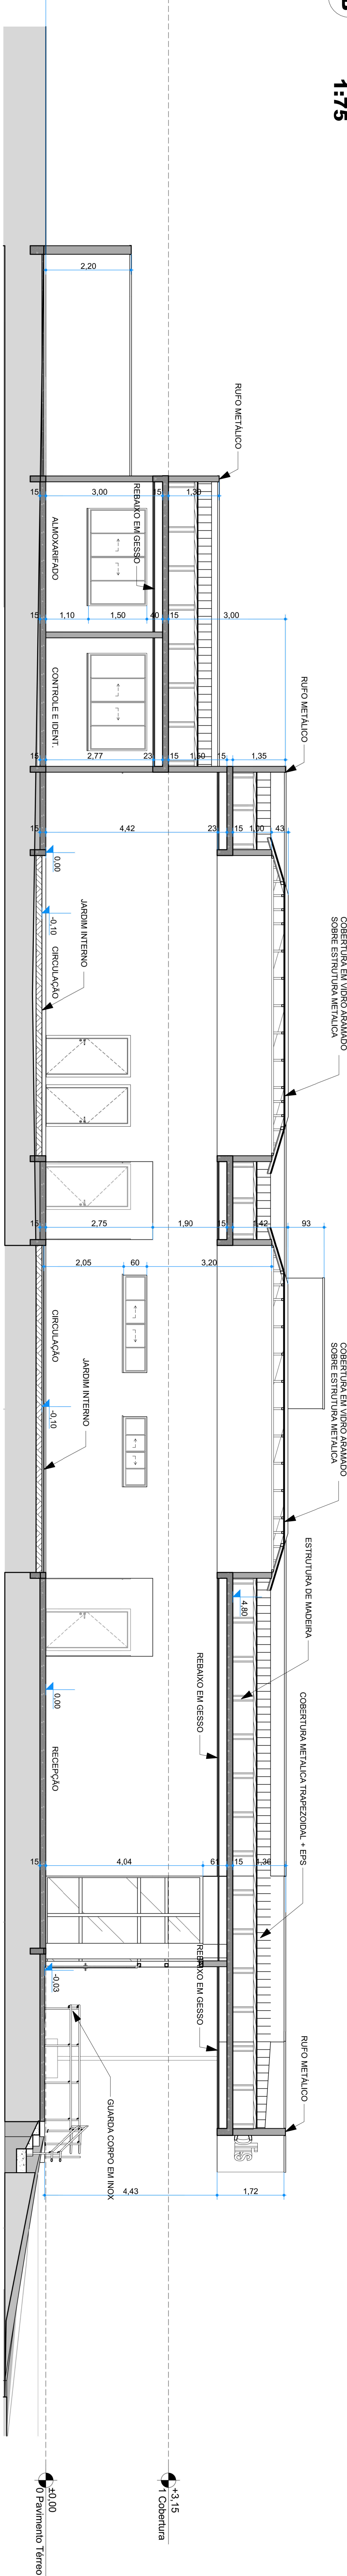 1:75
RUFO METÁLICO
RUFO METÁLICO
COBERTURA EM VIDRO ARAMADO
SOBRE ESTRUTURA METALICA
COBERTURA EM VIDRO ARAMADO
SOBRE ESTRUTURA METALICA
ESTRUTURA DE MADEIRA
COBERTURA METALICA TRAPEZOIDAL + EPS
RUFO METÁLICO
2,20
15
3,00
15
1,30
REBAIXO EM GESSO
ALMOXARIFADO
15
1,10
1,50
40
15
3,00
CONTROLE E IDENT.
15
2,77
23
15
1,50
15
1,35
15
4,42
23
15
1,00
43
0,00
-0,10
CIRCULAÇÃO
JARDIM INTERNO
15
2,75
1,90
15
1,42
93
2,05
60
3,20
CIRCULAÇÃO
-0,10
JARDIM INTERNO
4,80
REBAIXO EM GESSO
0,00
RECEPÇÃO
15
4,04
61
15
1,36
REBAIXO EM GESSO
-0,03
GUARDA CORPO EM INOX
4,43
1,72
+3,15
1 Cobertura
±0,00
0 Pavimento Térreo